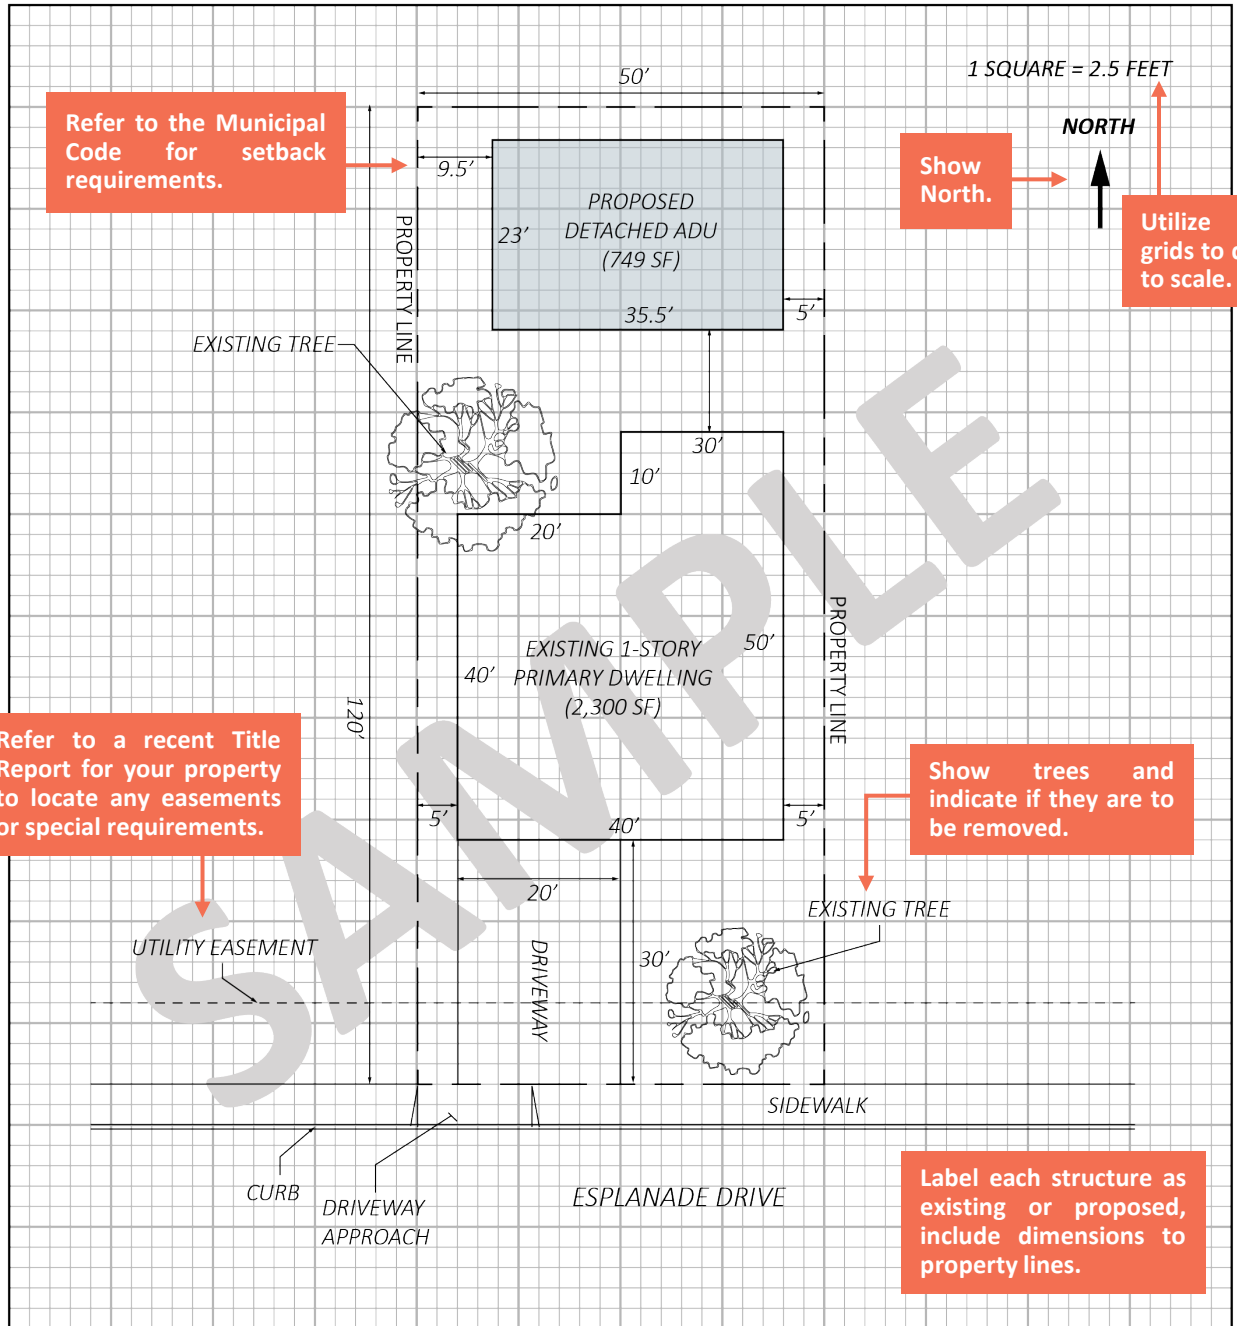 50’
1 SQUARE = 2.5 FEET
Refer to the Municipal
Code for setback
requirements.
NORTH
9.5’
Show
North.
PROPOSED
DETACHED ADU
(749 SF)
23’
Utilize
grids to
to scale.
PROPERTY LINE
35.5’
5’
EXISTING TREE
30’
10’
20’
PROPERTY LINE
50’
EXISTING 1-STORY
PRIMARY DWELLING
(2,300 SF)
40’
120’
SAMPLE
Refer to a recent Title
Report for your property
to locate any easements
or special requirements.
Show trees and
indicate if they are to
be removed.
5’
40’
5’
20’
EXISTING TREE
UTILITY EASEMENT
DRIVEWAY
30’
SIDEWALK
CURB
DRIVEWAY
APPROACH
ESPLANADE DRIVE
Label each structure as
existing or proposed,
include dimensions to
property lines.